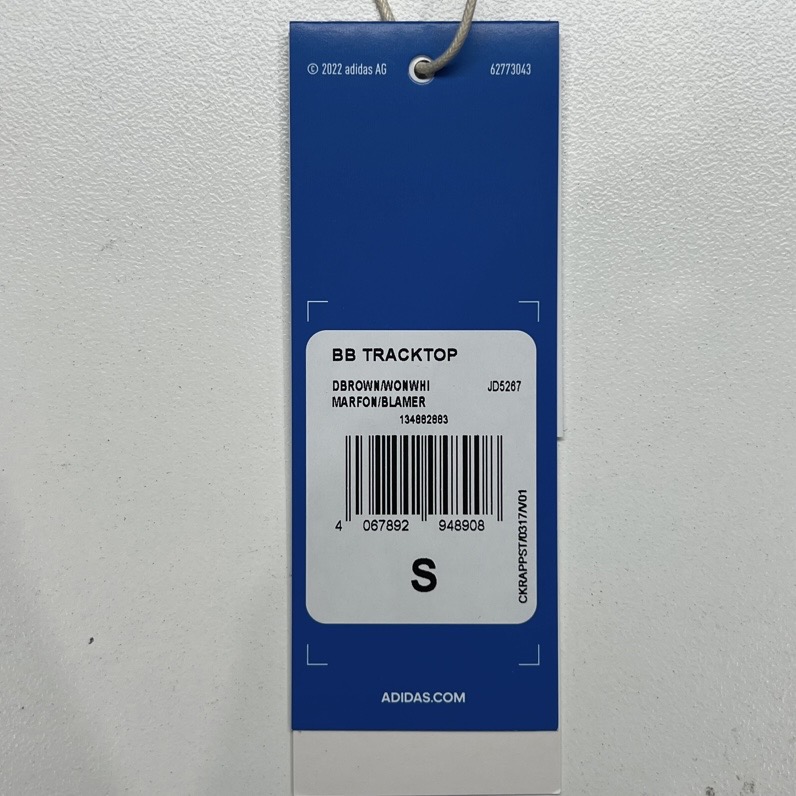 © 2022 adidas AG 62773043
BB TRACKTOP
DBROWN/WONWHI JD5267
MARFON/BLAMER
134882883
4 067892 948908
CKRAPPST/0317/V01
S
ADIDAS.COM